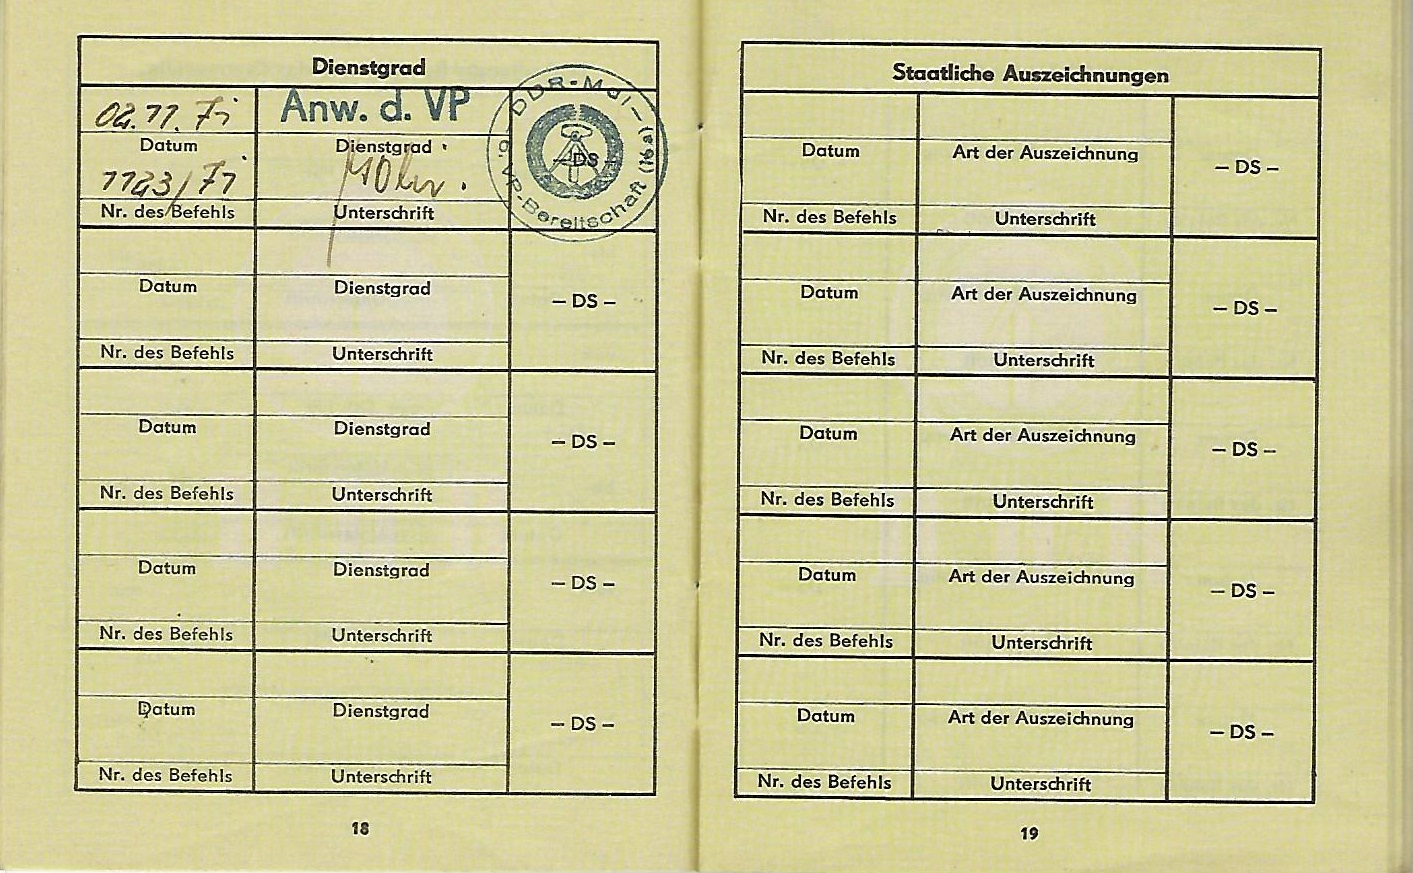 Dienstgrad
02.11.71
Anw. d. VP
Datum
Dienstgrad
– DS –
1123/71
Nr. des Befehls
Unterschrift
DDR-MdI-
6. VP-Bereitschaft (16a)
Datum
Dienstgrad
– DS –
Nr. des Befehls
Unterschrift
Datum
Dienstgrad
– DS –
Nr. des Befehls
Unterschrift
Datum
Dienstgrad
– DS –
Nr. des Befehls
Unterschrift
Datum
Dienstgrad
– DS –
Nr. des Befehls
Unterschrift
18
Staatliche Auszeichnungen
Datum
Art der Auszeichnung
– DS –
Nr. des Befehls
Unterschrift
Datum
Art der Auszeichnung
– DS –
Nr. des Befehls
Unterschrift
Datum
Art der Auszeichnung
– DS –
Nr. des Befehls
Unterschrift
Datum
Art der Auszeichnung
– DS –
Nr. des Befehls
Unterschrift
Datum
Art der Auszeichnung
– DS –
Nr. des Befehls
Unterschrift
19